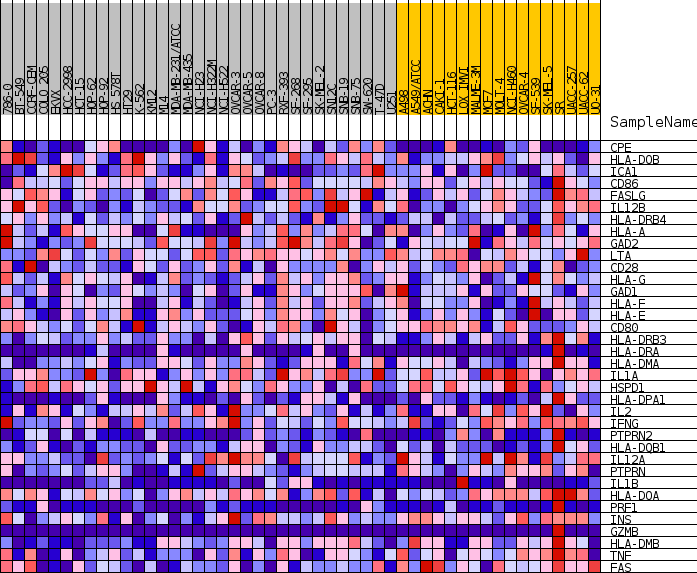 786-0
BT-549
CCRF-CEM
COLO 205
EKVX
HCC-2998
HCT-15
HOP-62
HOP-92
HS 578T
HT29
K-562
KM12
M14
MDA-MB-231/ATCC
MDA-MB-435
NCI-H23
NCI-H322M
NCI-H522
OVCAR-3
OVCAR-5
OVCAR-8
PC-3
RXF-393
SF-268
SF-295
SK-MEL-2
SN12C
SNB-19
SNB-75
SW-620
T-47D
U251
A498
A549/ATCC
ACHN
CAKI-1
HCT-116
LOX IMVI
MALME-3M
MCF7
MOLT-4
NCI-H460
OVCAR-4
SF-539
SK-MEL-5
SR
UACC-257
UACC-62
UO-31
SampleName
CPE
HLA-DOB
ICA1
CD86
FASLG
IL12B
HLA-DRB4
HLA-A
GAD2
LTA
CD28
HLA-G
GAD1
HLA-F
HLA-E
CD80
HLA-DRB3
HLA-DRA
HLA-DMA
IL1A
HSPD1
HLA-DPA1
IL2
IFNG
PTPRN2
HLA-DQB1
IL12A
PTPRN
IL1B
HLA-DOA
PRF1
INS
GZMB
HLA-DMB
TNF
FAS